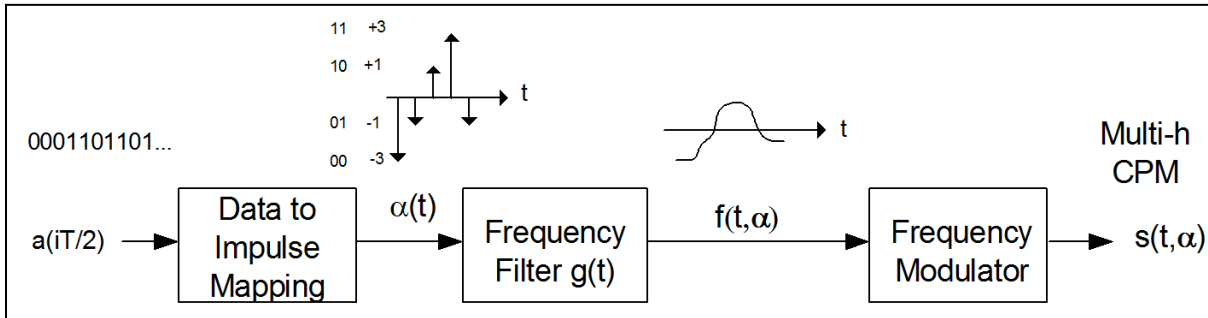 11 +3
10 +1
01 -1
00 -3
t
t
0001101101...
Multi-h
CPM
a(iT/2)
Data to
Impulse
Mapping
α(t)
Frequency
Filter g(t)
f(t,α)
Frequency
Modulator
s(t,α)